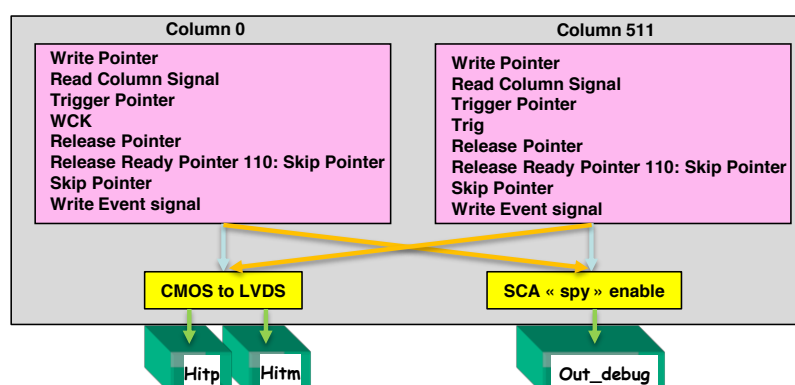 Column 0
Write Pointer
Read Column Signal
Trigger Pointer
WCK
Release Pointer
Release Ready Pointer 110: Skip Pointer
Skip Pointer
Write Event signal
Column 511
Write Pointer
Read Column Signal
Trigger Pointer
Trig
Release Pointer
Release Ready Pointer 110: Skip Pointer
Skip Pointer
Write Event signal
CMOS to LVDS
SCA « spy » enable
Hitp
Hitm
Out_debug